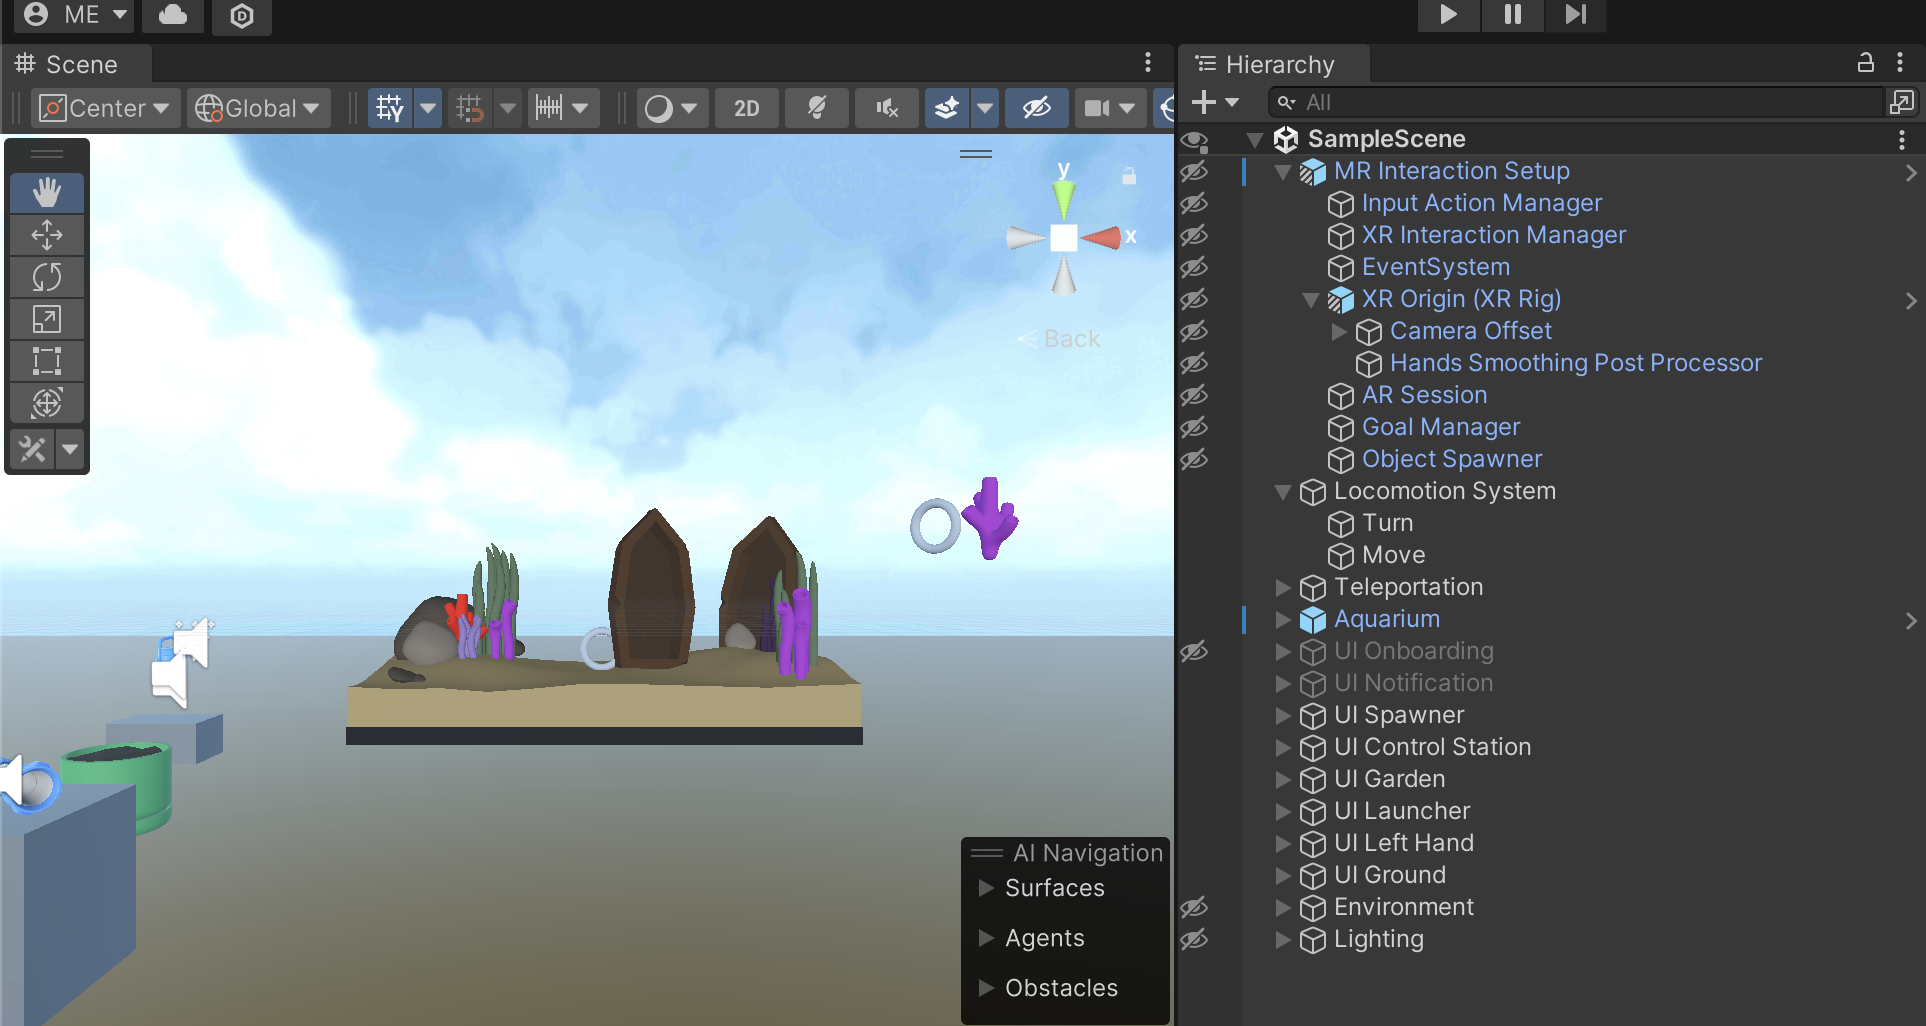 ME
Scene
Center
Global
2D
y
x
Back
AI Navigation
Surfaces
Agents
Obstacles
Hierarchy
All
SampleScene
MR Interaction Setup
Input Action Manager
XR Interaction Manager
EventSystem
XR Origin (XR Rig)
Camera Offset
Hands Smoothing Post Processor
AR Session
Goal Manager
Object Spawner
Locomotion System
Turn
Move
Teleportation
Aquarium
UI Onboarding
UI Notification
UI Spawner
UI Control Station
UI Garden
UI Launcher
UI Left Hand
UI Ground
Environment
Lighting